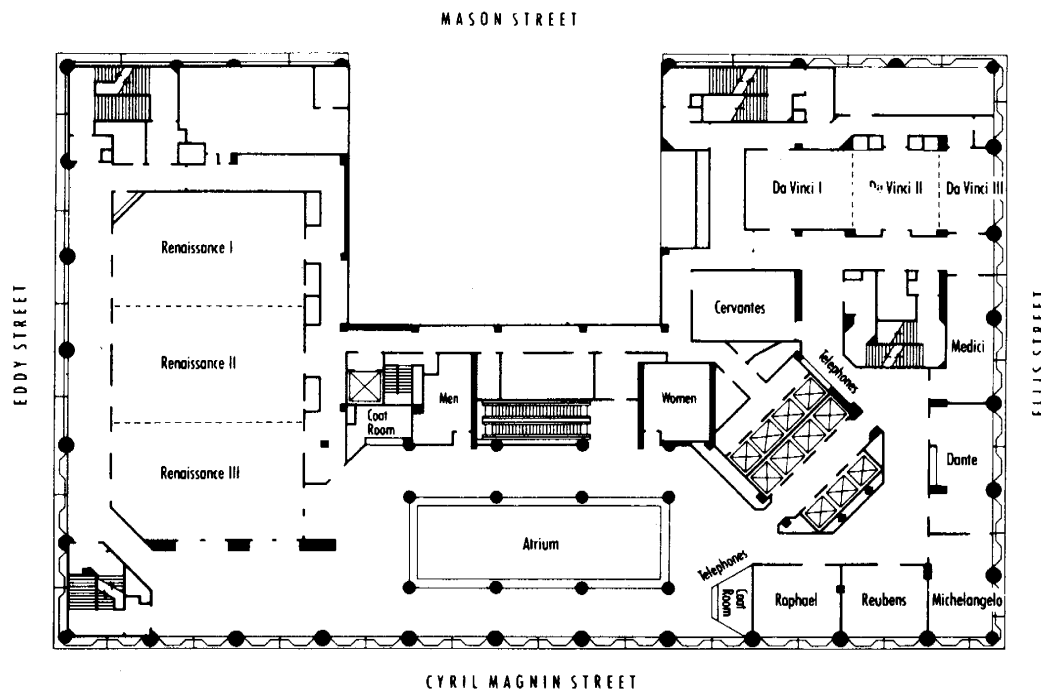 MASON STREET
EDDY STREET
ELLIS STREET
Da Vinci I
Da Vinci II
Da Vinci III
Renaissance I
Cervantes
Renaissance II
Telephones
Medici
Coat
Room
Men
Women
Renaissance III
Dante
Atrium
Telephones
Coat
Room
Raphael
Reubens
Michelangelo
CYRIL MAGNIN STREET